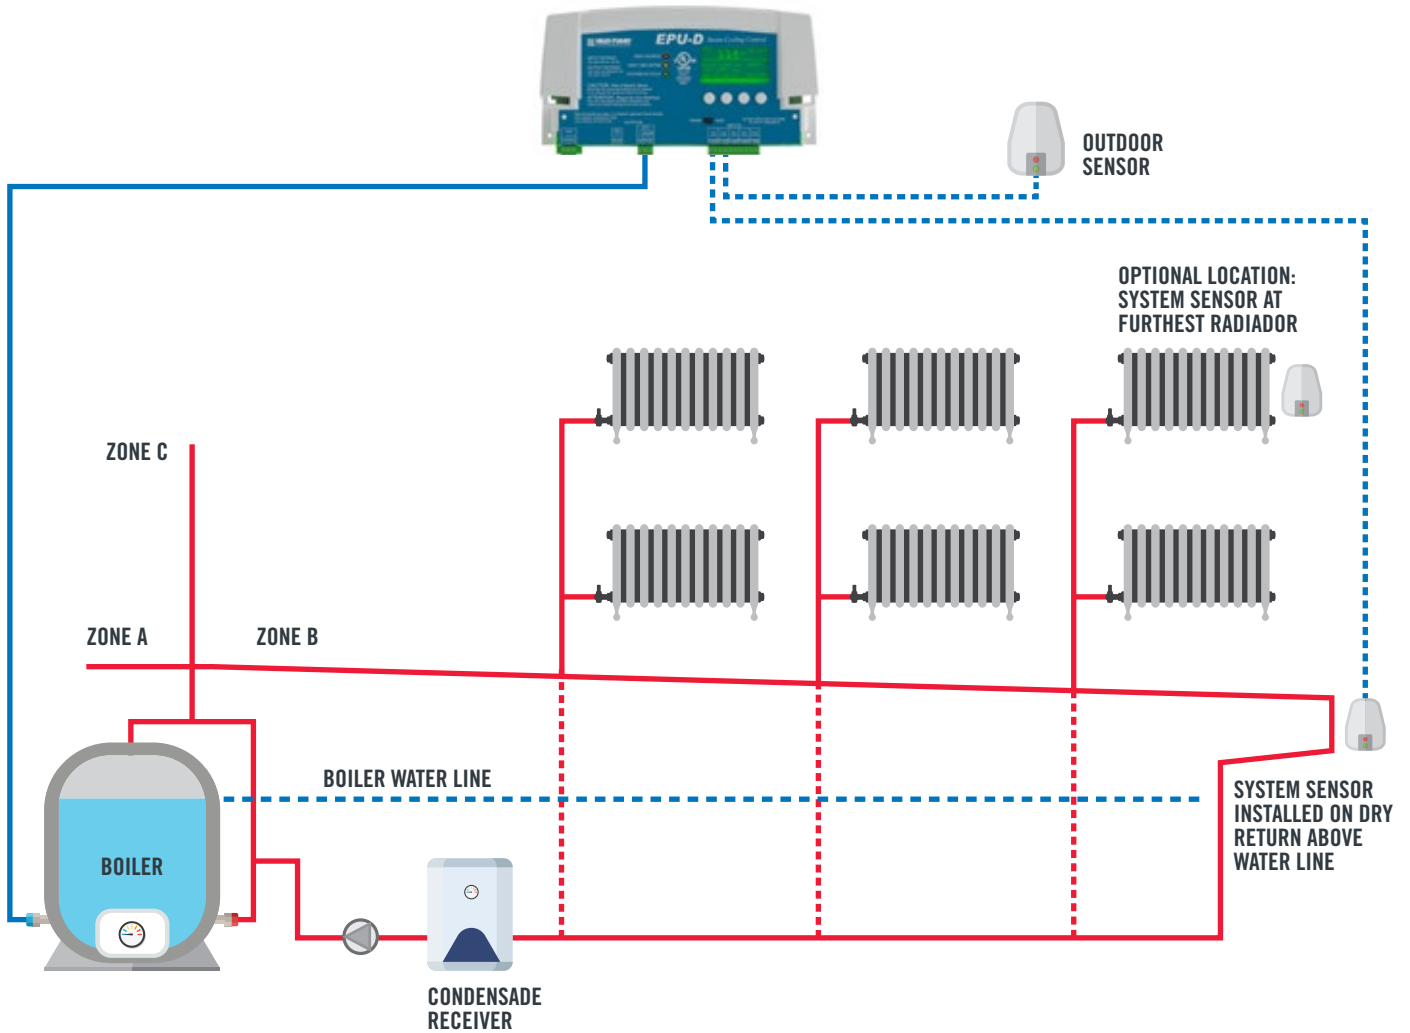 EPU-D
OUTDOOR
SENSOR
OPTIONAL LOCATION:
SYSTEM SENSOR AT
FURTHEST RADIADOR
ZONE C
ZONE A
ZONE B
BOILER WATER LINE
SYSTEM SENSOR
INSTALLED ON DRY
RETURN ABOVE
WATER LINE
BOILER
CONDENSADE
RECEIVER